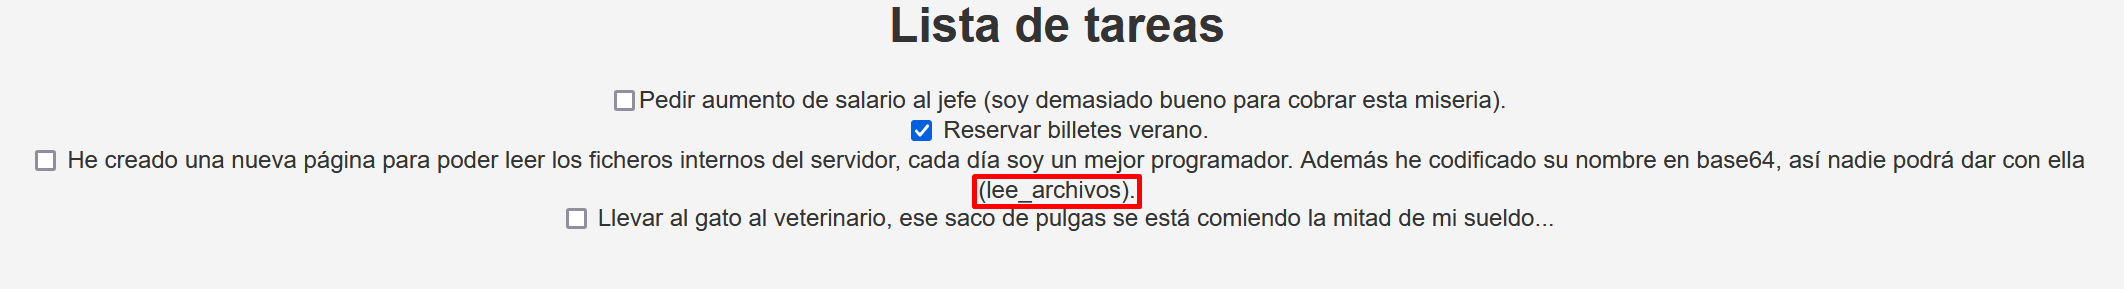 Lista de tareas
Pedir aumento de salario al jefe (soy demasiado bueno para cobrar esta miseria).
Reservar billetes verano.
He creado una nueva página para poder leer los ficheros internos del servidor, cada día soy un mejor programador. Además he codificado su nombre en base64, así nadie podrá dar con ella
(lee_archivos).
Llevar al gato al veterinario, ese saco de pulgas se está comiendo la mitad de mi sueldo...